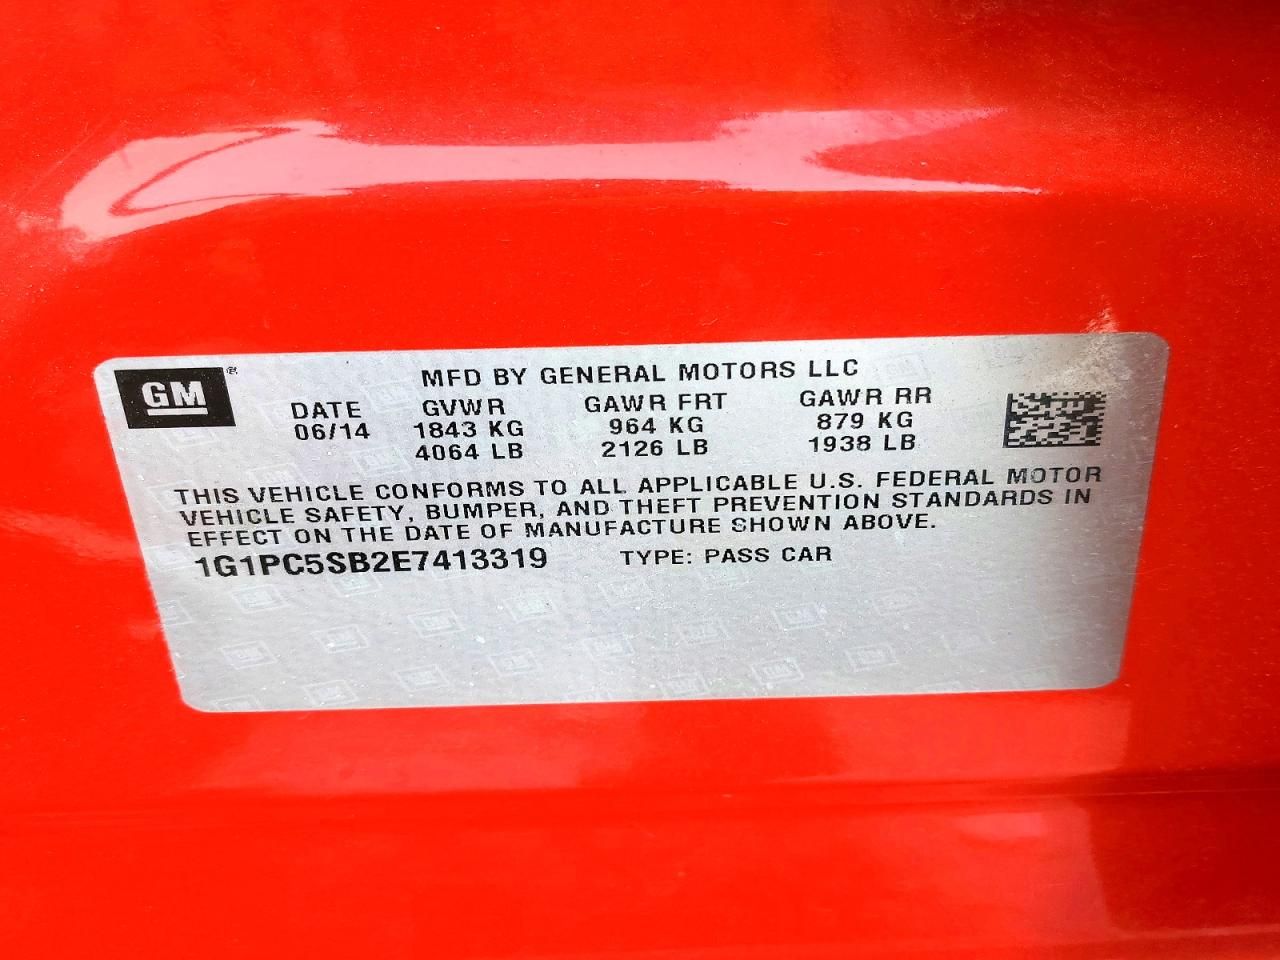 GM®
MFD BY GENERAL MOTORS LLC
DATE GVWR GAWR FRT GAWR RR
06/14 1843 KG 964 KG 879 KG
4064 LB 2126 LB 1938 LB
THIS VEHICLE CONFORMS TO ALL APPLICABLE U.S. FEDERAL MOTOR
VEHICLE SAFETY, BUMPER, AND THEFT PREVENTION STANDARDS IN
EFFECT ON THE DATE OF MANUFACTURE SHOWN ABOVE.
1G1PC5SB2E7413319 TYPE: PASS CAR